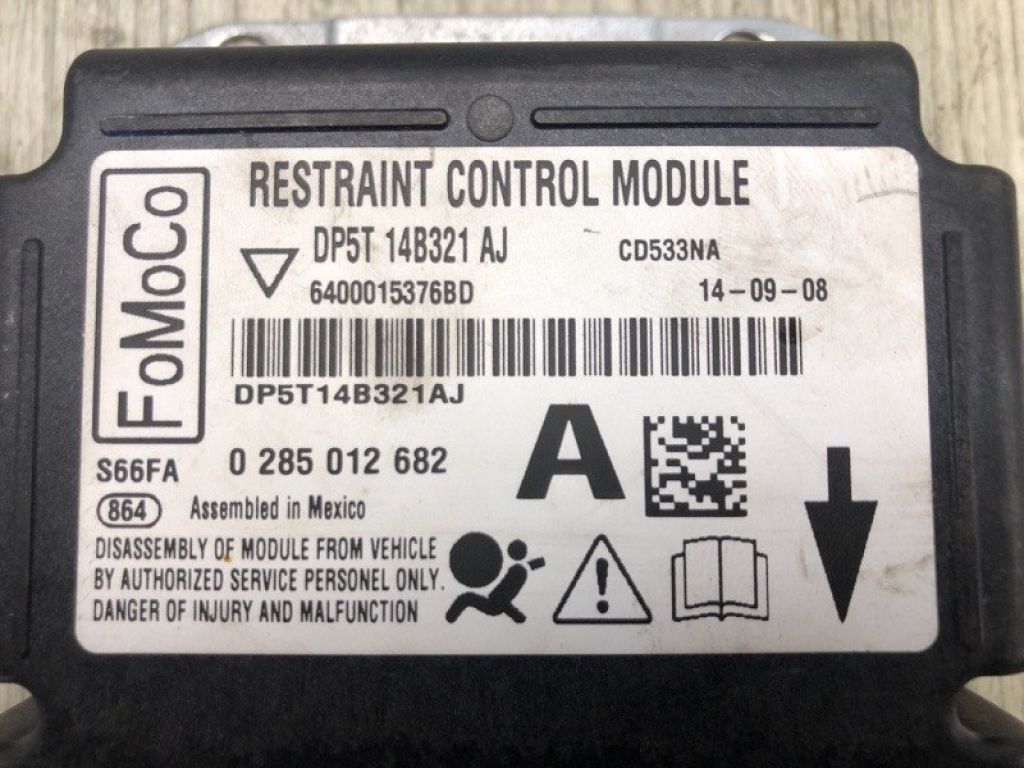 FoMoCo
RESTRAINT CONTROL MODULE
DP5T 14B321 AJ CD533NA
6400015376BD 14-09-08
DP5T14B321AJ
S66FA 0 285 012 682 A
864 Assembled in Mexico
DISASSEMBLY OF MODULE FROM VEHICLE
BY AUTHORIZED SERVICE PERSONEL ONLY.
DANGER OF INJURY AND MALFUNCTION